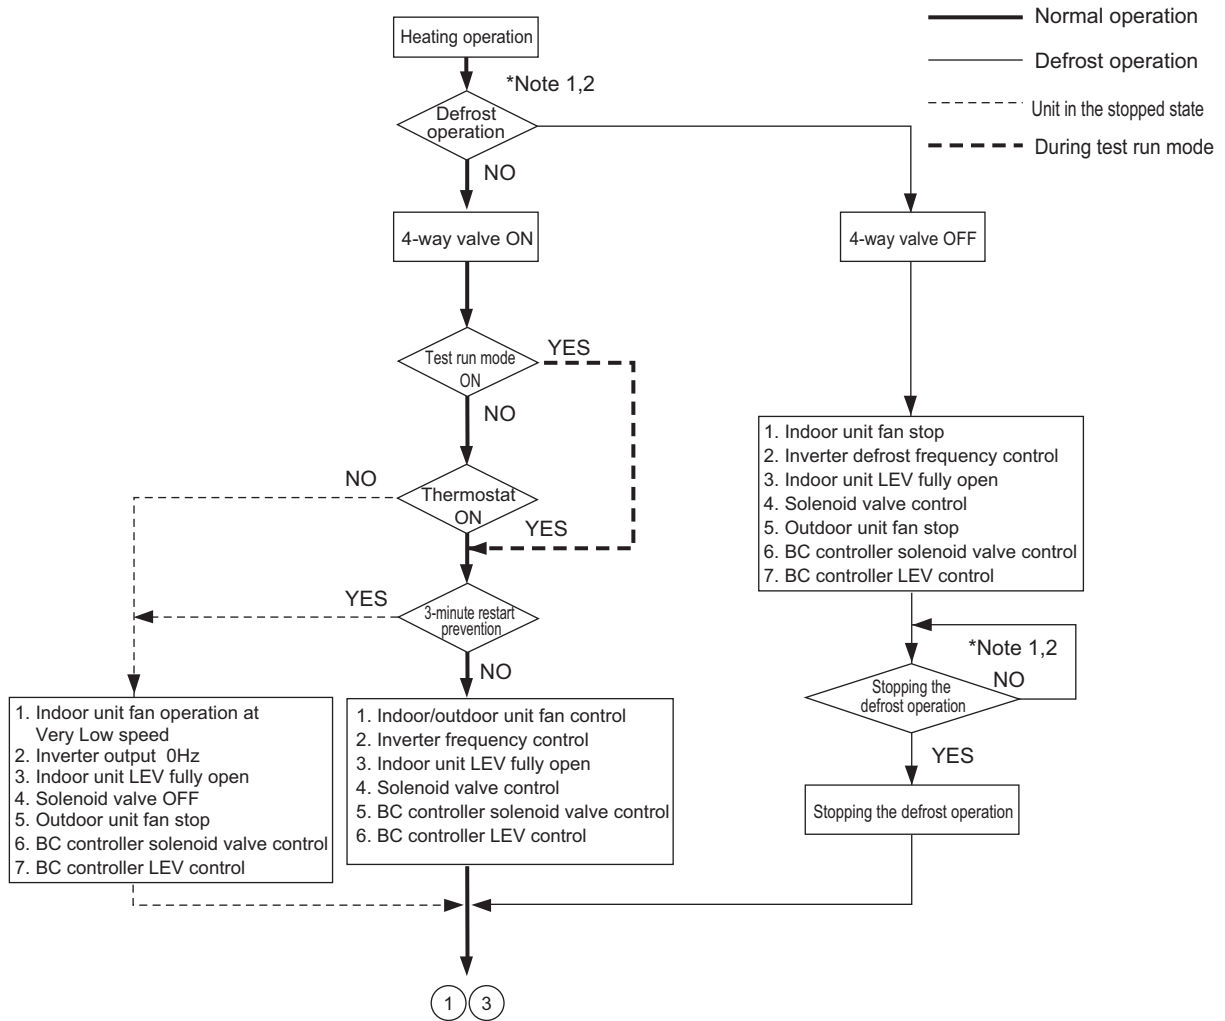 Normal operation
Defrost operation
Unit in the stopped state
During test run mode
Heating operation
*Note 1,2
Defrost
operation
NO
4-way valve ON
4-way valve OFF
Test run mode
ON
YES
NO
Thermostat
ON
NO
YES
3-minute restart
prevention
YES
NO
1. Indoor unit fan operation at
Very Low speed
2. Inverter output 0Hz
3. Indoor unit LEV fully open
4. Solenoid valve OFF
5. Outdoor unit fan stop
6. BC controller solenoid valve control
7. BC controller LEV control
1. Indoor/outdoor unit fan control
2. Inverter frequency control
3. Indoor unit LEV fully open
4. Solenoid valve control
5. BC controller solenoid valve control
6. BC controller LEV control
1. Indoor unit fan stop
2. Inverter defrost frequency control
3. Indoor unit LEV fully open
4. Solenoid valve control
5. Outdoor unit fan stop
6. BC controller solenoid valve control
7. BC controller LEV control
*Note 1,2
Stopping the
defrost operation
NO
YES
Stopping the defrost operation
1 3